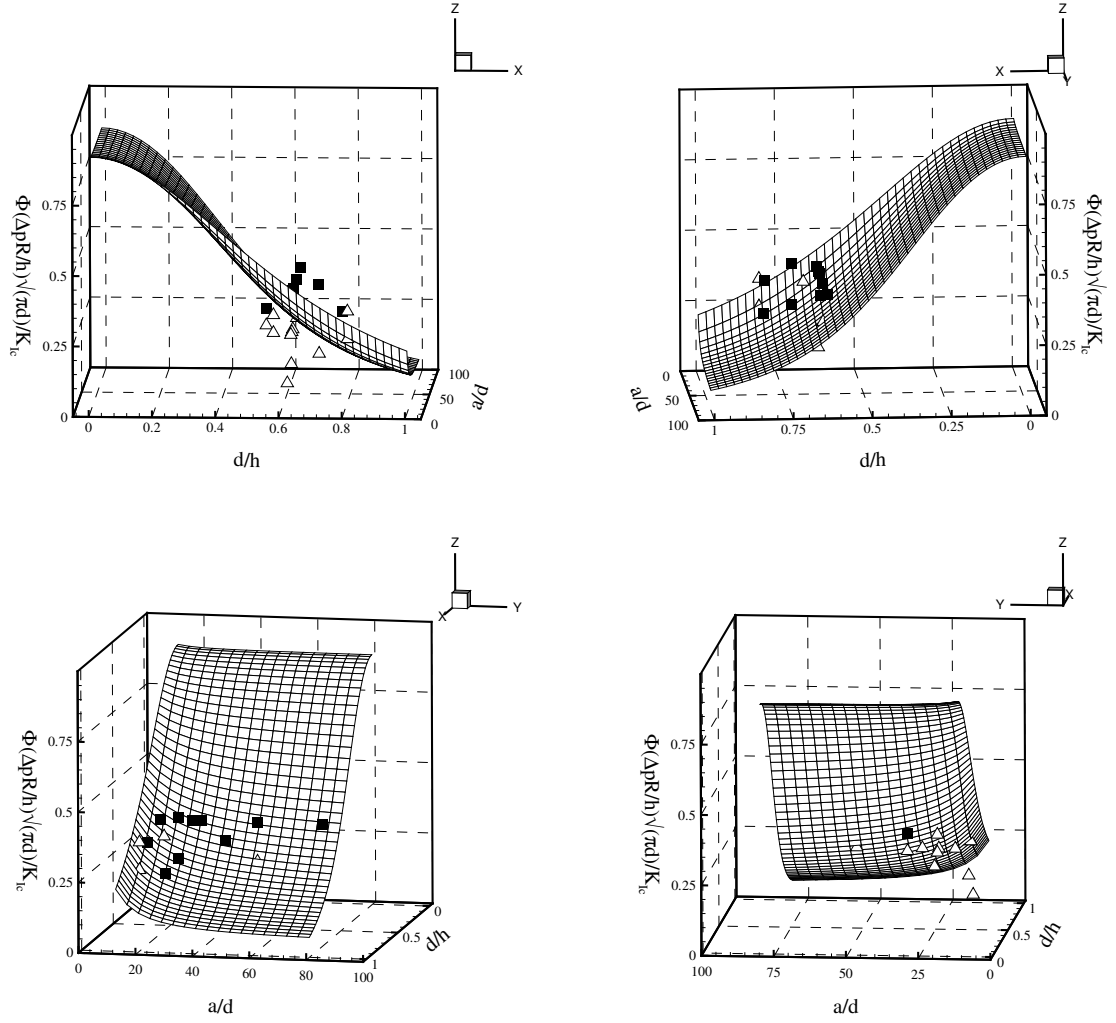 Z
X
Φ(ΔpR/h)√(πd)/K_Ic
0.75
0.5
0.25
0
0 0.2 0.4 0.6 0.8 1
d/h
100
50
0
a/d
Z
X
Y
Φ(ΔpR/h)√(πd)/K_Ic
0.75
0.5
0.25
0
0
50
100
a/d
1 0.75 0.5 0.25 0
d/h
Z
X
Y
Φ(ΔpR/h)√(πd)/K_Ic
0.75
0.5
0.25
0
0 20 40 60 80 100
a/d
0
0.5
1
d/h
Z
Y
X
Φ(ΔpR/h)√(πd)/K_Ic
0.75
0.5
0.25
0
100 75 50 25 0
a/d
1
0.5
0
d/h